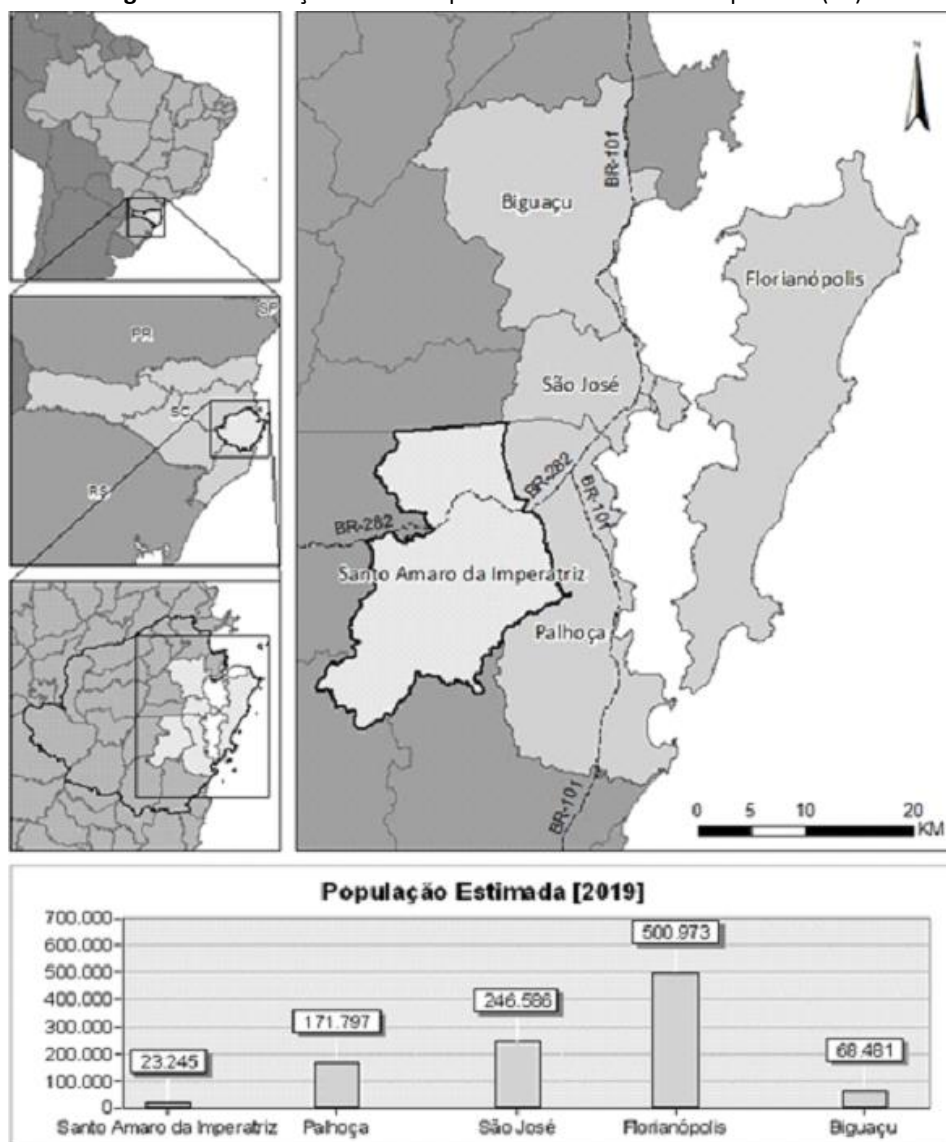 N
BR-101
Biguaçu
Florianópolis
SP
PR
São José
SC
BR-282
BR-101
RS
BR-282
Santo Amaro da Imperatriz
Palhoça
BR-101
0 5 10 20
KM
População Estimada [2019]
700.000
600.000
500.000
400.000
300.000
200.000
100.000
0
23.245
171.797
246.586
500.973
68.481
Santo Amaro da Imperatriz
Palhoça
São José
Florianópolis
Biguaçu